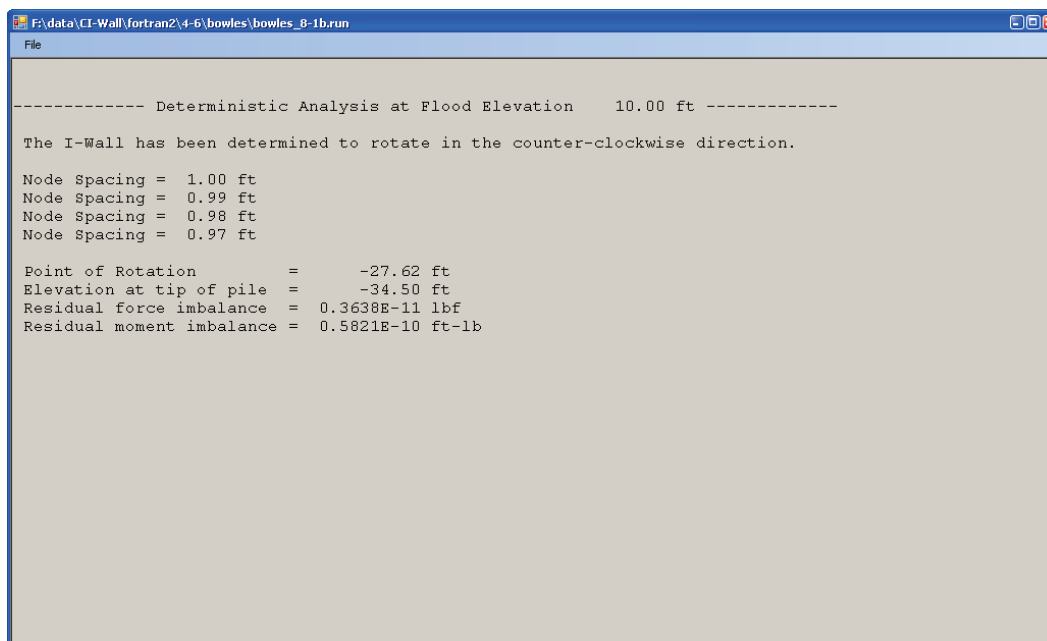 F:\data\CI-Wall\fortran2\4-6\bowles\bowles_8-1b.run
File
------------- Deterministic Analysis at Flood Elevation    10.00 ft -------------
The I-Wall has been determined to rotate in the counter-clockwise direction.
Node Spacing =  1.00 ft
Node Spacing =  0.99 ft
Node Spacing =  0.98 ft
Node Spacing =  0.97 ft
Point of Rotation         =      -27.62 ft
Elevation at tip of pile  =      -34.50 ft
Residual force imbalance  =  0.3638E-11 lbf
Residual moment imbalance =  0.5821E-10 ft-lb